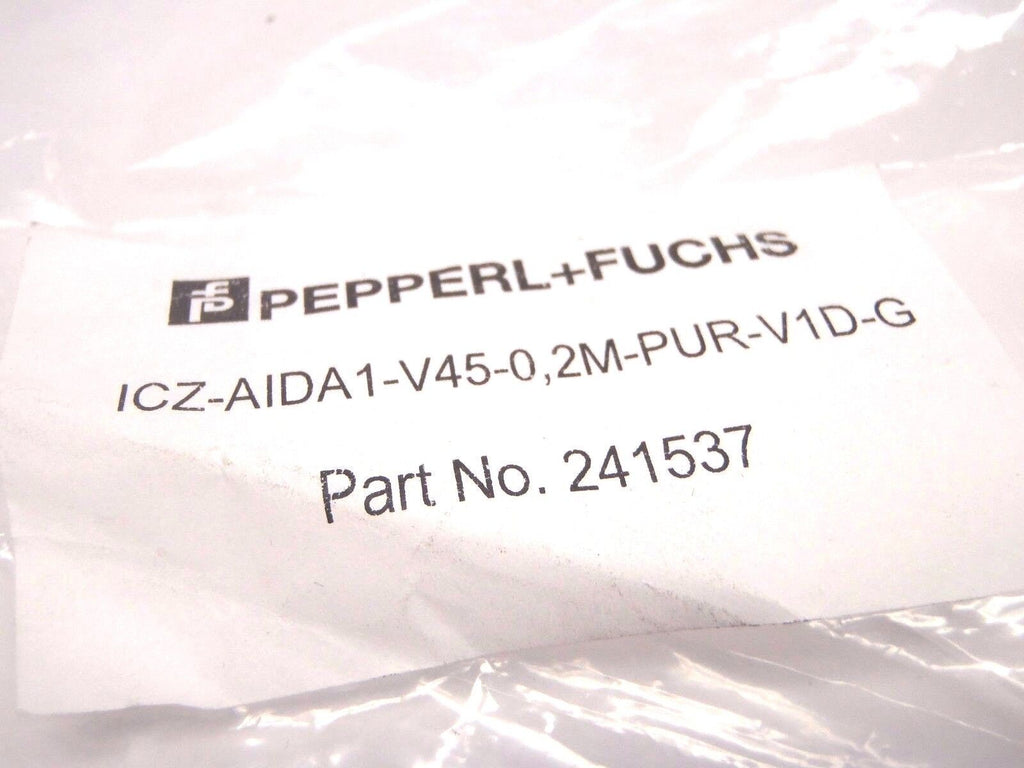 PEPPERL+FUCHS
ICZ-AIDA1-V45-0,2M-PUR-V1D-G
Part No. 241537